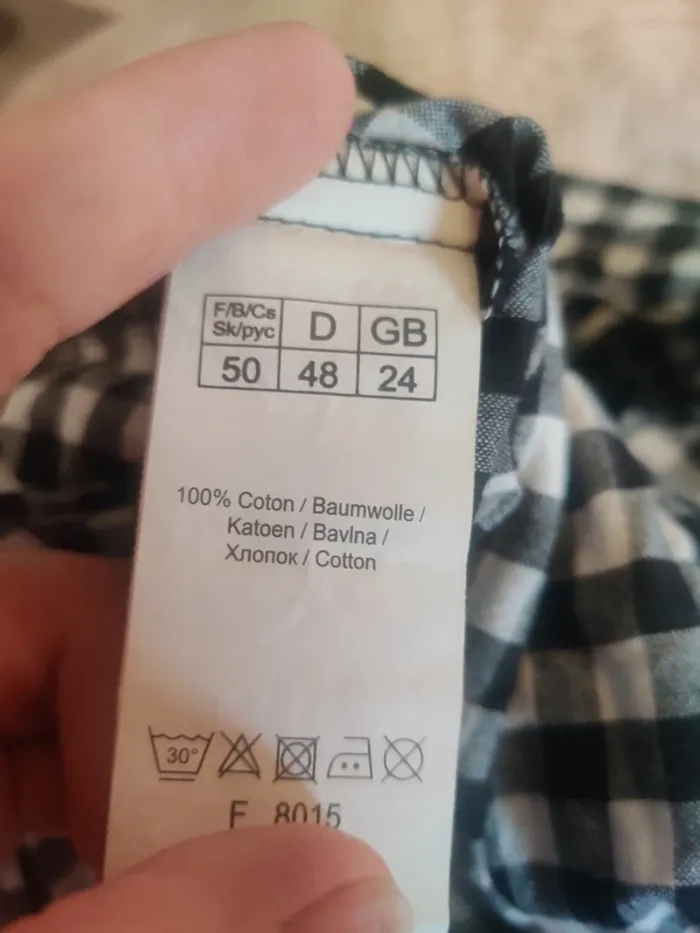 F/B/Cs D GB
Sk/рус
50 48 24
100% Coton / Baumwolle /
Katoen / Bavlna /
Хлопок / Cotton
30°
F 8015